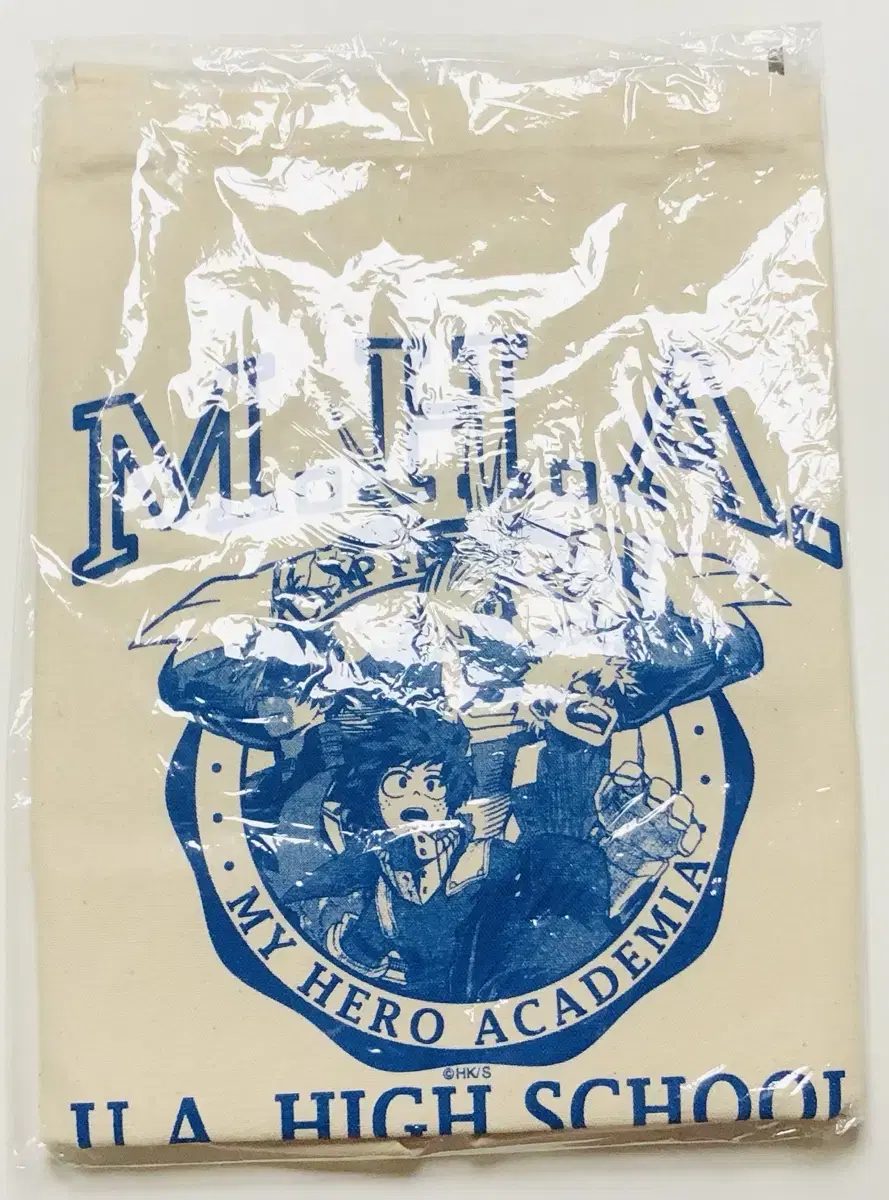 M.H.A.
MY HERO ACADEMIA
©HK/S
U.A. HIGH SCHOOL